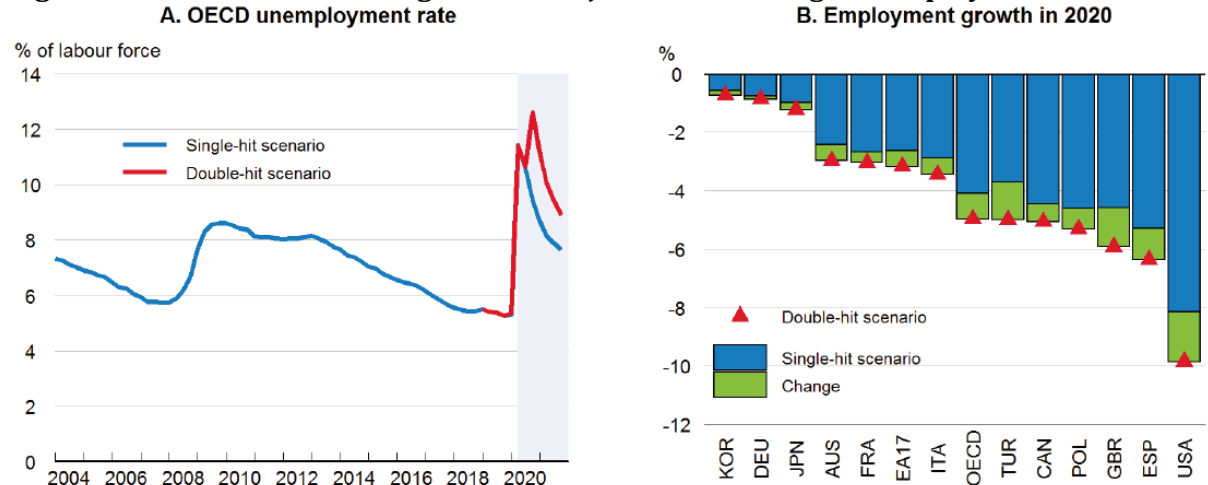 A. OECD unemployment rate
% of labour force
14
12
10
8
6
4
2
0
Single-hit scenario
Double-hit scenario
2004 2006 2008 2010 2012 2014 2016 2018 2020
B. Employment growth in 2020
%
0
-2
-4
-6
-8
-10
-12
Double-hit scenario
Single-hit scenario
Change
KOR
DEU
JPN
AUS
FRA
EA17
ITA
OECD
TUR
CAN
POL
GBR
ESP
USA